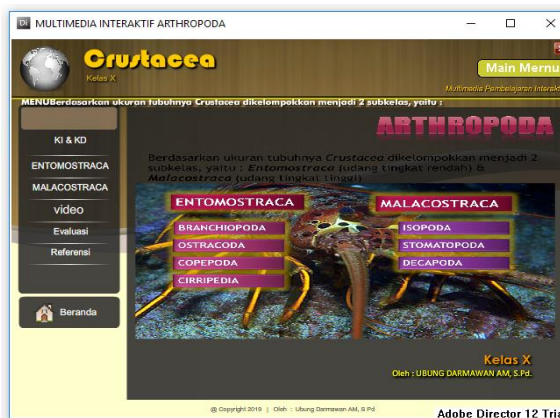 MULTIMEDIA INTERAKTIF ARTHROPODA
Crustacea
Kelas X
Main Mernu
Multimedia Pembelajaran Interak
MENUBerdasarkan ukuran tubuhnya Crustacea dikelompokkan menjadi 2 subkelas, yaitu :
KI & KD
ENTOMOSTRACA
MALACOSTRACA
video
Evaluasi
Referensi
Beranda
ARTHROPODA
Berdasarkan ukuran tubuhnya Crustacea dikelompokkan menjadi 2
subkelas, yaitu : Entomostraca (udang tingkat rendah) &
Malacostraca (udang tingkat tinggi)
ENTOMOSTRACA
BRANCHIOPODA
OSTRACODA
COPEPODA
CIRRIPEDIA
MALACOSTRACA
ISOPODA
STOMATOPODA
DECAPODA
Kelas X
Oleh : UBUNG DARMAWAN AM, S.Pd.
@ Copyright 2019 | Oleh : Ubung Darmawan AM, S Pd
Adobe Director 12 Tria